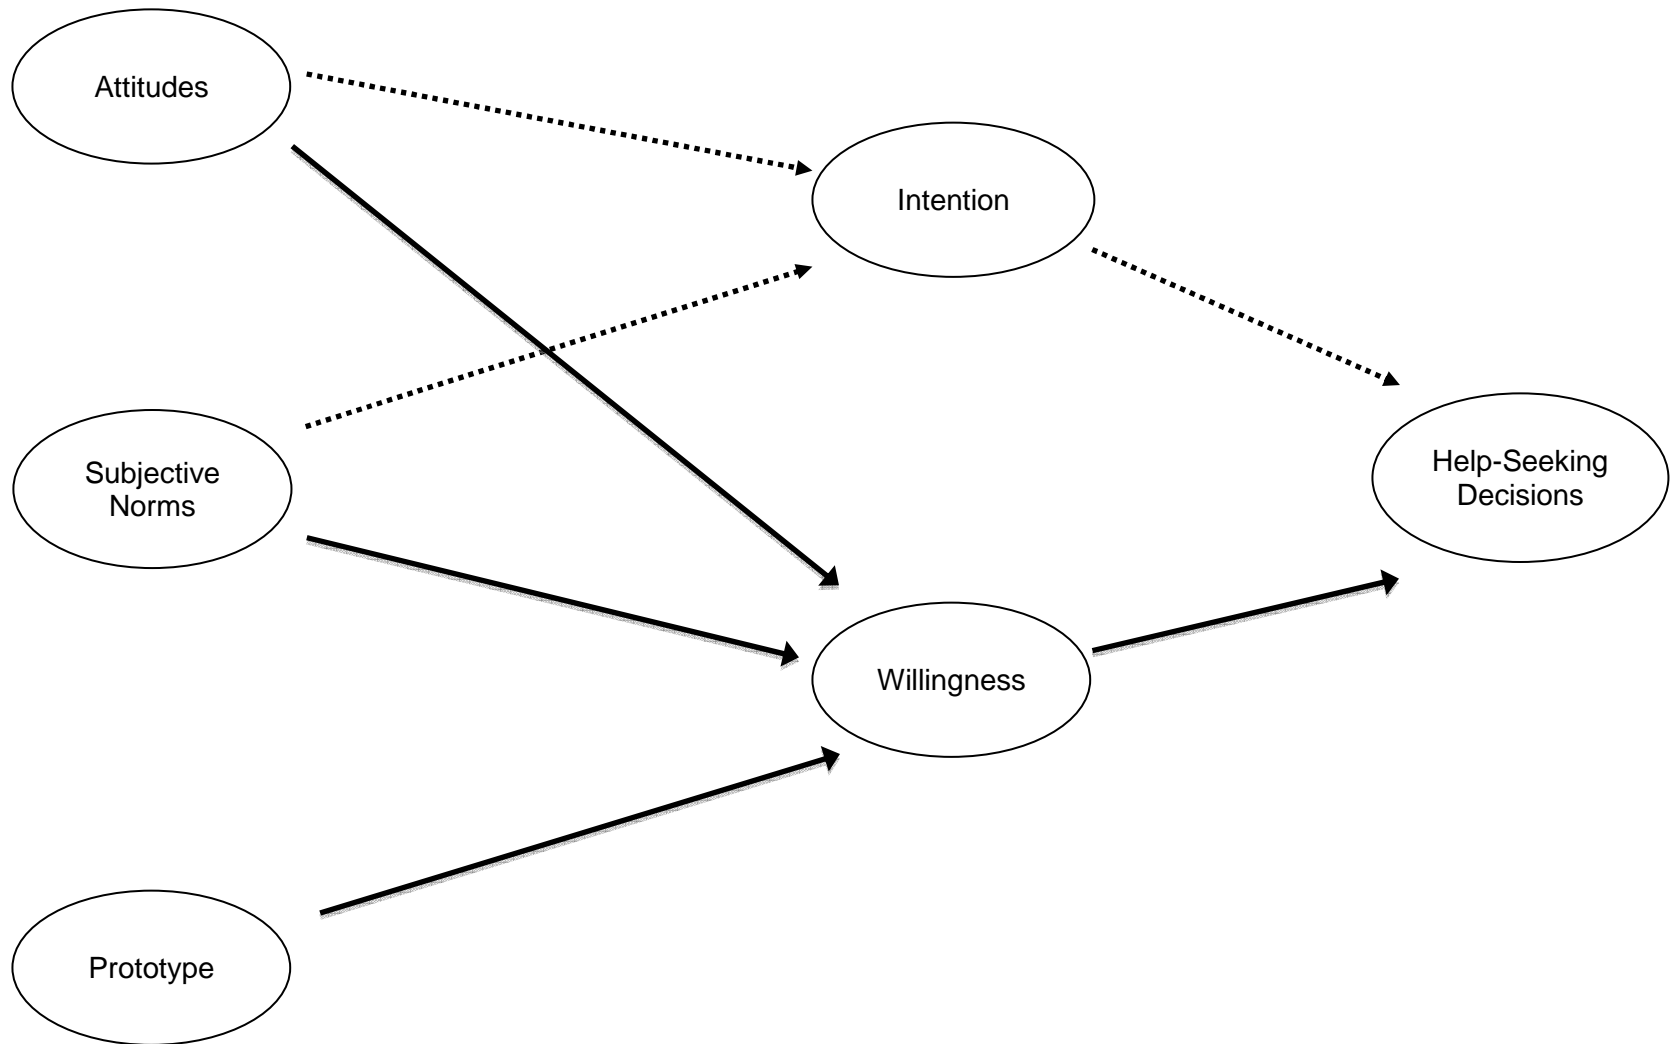 Attitudes
Intention
Subjective
Norms
Help-Seeking
Decisions
Willingness
Prototype